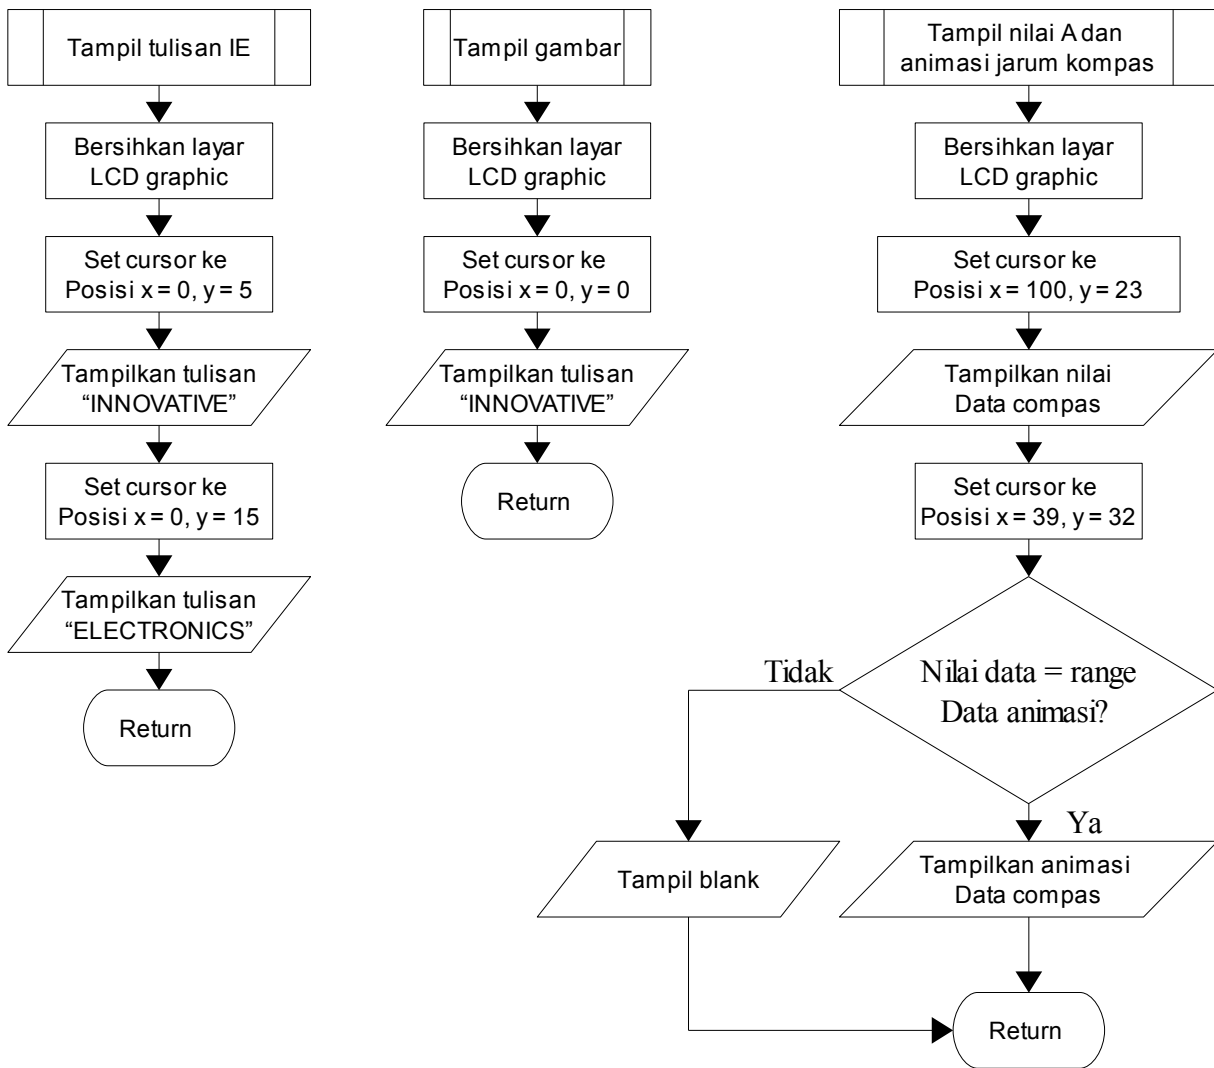 Tampil tulisan IE
Bersihkan layar
LCD graphic
Set cursor ke
Posisi x = 0, y = 5
Tampilkan tulisan
“INNOVATIVE”
Set cursor ke
Posisi x = 0, y = 15
Tampilkan tulisan
“ELECTRONICS”
Return
Tampil gambar
Bersihkan layar
LCD graphic
Set cursor ke
Posisi x = 0, y = 0
Tampilkan tulisan
“INNOVATIVE”
Return
Tampil nilai A dan
animasi jarum kompas
Bersihkan layar
LCD graphic
Set cursor ke
Posisi x = 100, y = 23
Tampilkan nilai
Data compas
Set cursor ke
Posisi x = 39, y = 32
Nilai data = range
Data animasi?
Tidak
Ya
Tampil blank
Tampilkan animasi
Data compas
Return